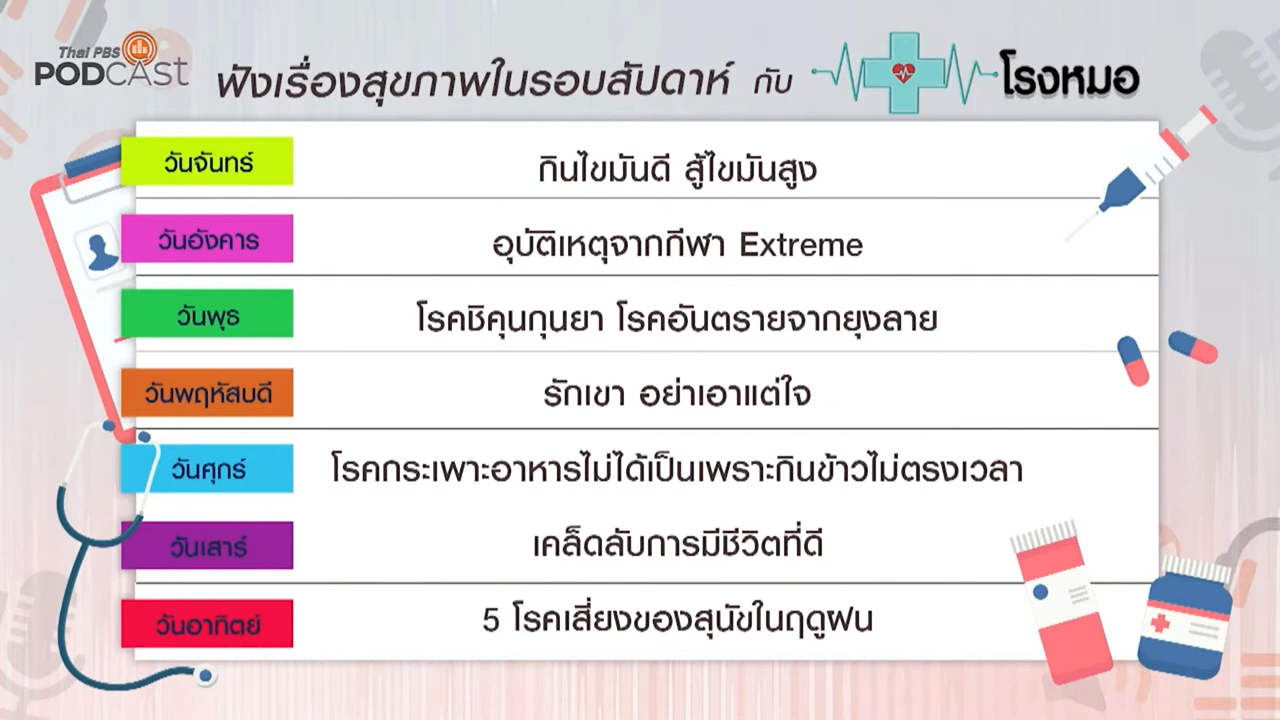 Thai PBS
PODCAST
ฟังเรื่องสุขภาพในรอบสัปดาห์ กับ โรงหมอ
วันจันทร์ กินไขมันดี สู้ไขมันสูง
วันอังคาร อุบัติเหตุจากกีฬา Extreme
วันพุธ โรคชิคุนกุนยา โรคอันตรายจากยุงลาย
วันพฤหัสบดี รักเขา อย่าเอาแต่ใจ
วันศุกร์ โรคกระเพาะอาหารไม่ได้เป็นเพราะกินข้าวไม่ตรงเวลา
วันเสาร์ เคล็ดลับการมีชีวิตที่ดี
วันอาทิตย์ 5 โรคเสี่ยงของสุนัขในฤดูฝน